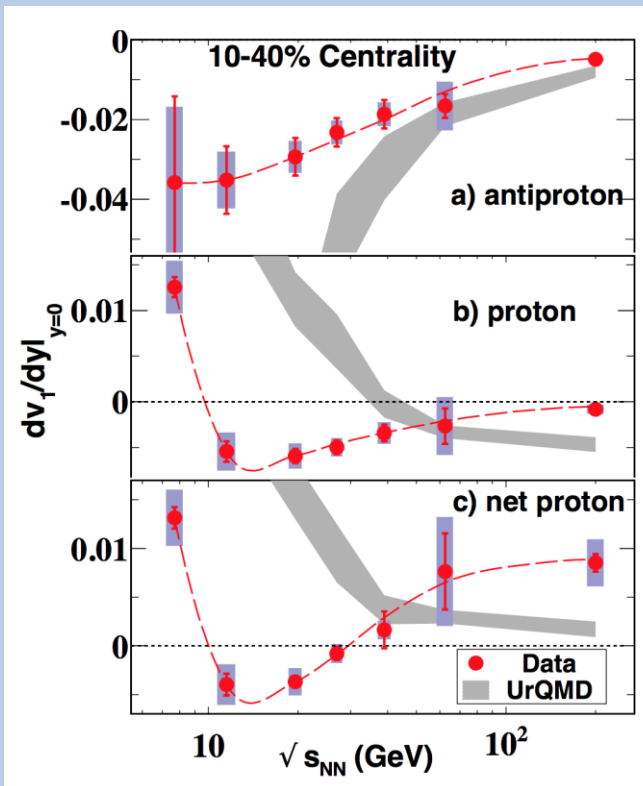 10-40% Centrality
0
-0.02
-0.04
a) antiproton
0.01
0
b) proton
dv₁/dy|y=0
c) net proton
0.01
0
Data
UrQMD
10
10²
√ sNN (GeV)